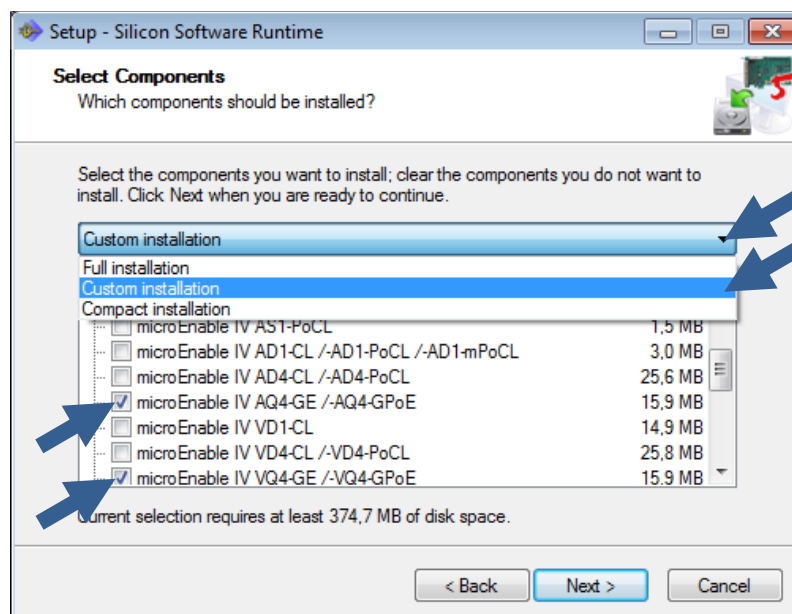 Setup - Silicon Software Runtime
Select Components
Which components should be installed?
Select the components you want to install; clear the components you do not want to
install. Click Next when you are ready to continue.
Custom installation
Full installation
Custom installation
Compact installation
microEnable IV AS1-PoCL 1,5 MB
microEnable IV AD1-CL /-AD1-PoCL /-AD1-mPoCL 3,0 MB
microEnable IV AD4-CL /-AD4-PoCL 25,6 MB
microEnable IV AQ4-GE /-AQ4-GPoE 15,9 MB
microEnable IV VD1-CL 14,9 MB
microEnable IV VD4-CL /-VD4-PoCL 25,8 MB
microEnable IV VQ4-GE /-VQ4-GPoE 15,9 MB
Current selection requires at least 374,7 MB of disk space.
< Back Next > Cancel